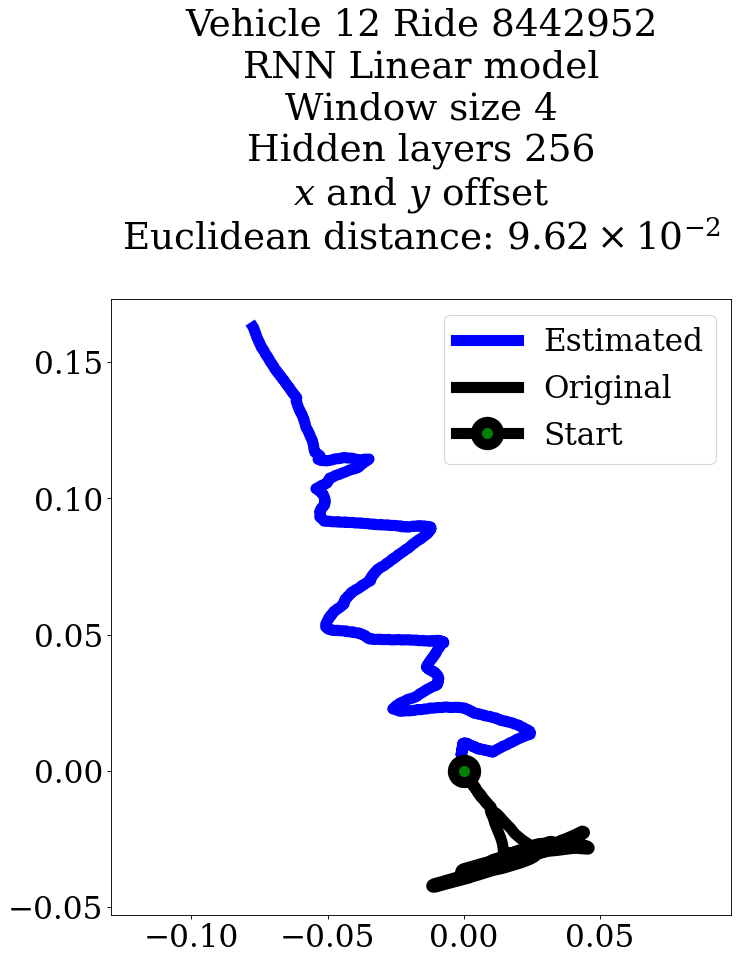 Vehicle 12 Ride 8442952
RNN Linear model
Window size 4
Hidden layers 256
x and y offset
Euclidean distance: 9.62 × 10⁻²
Estimated
Original
Start
0.15
0.10
0.05
0.00
−0.05
−0.10
−0.05
0.00
0.05